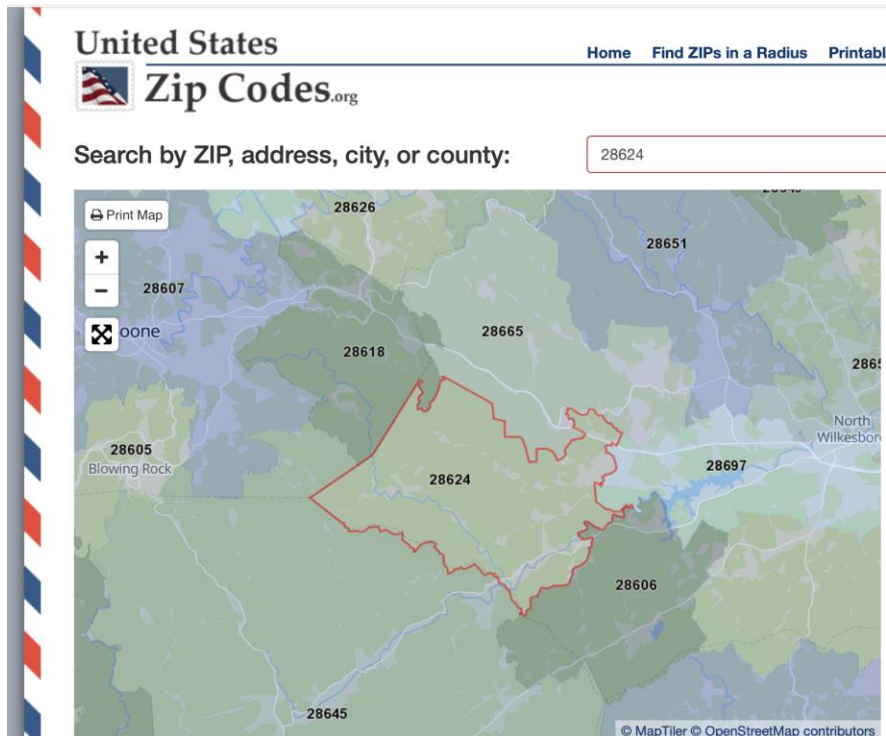 United States
Zip Codes.org
Home Find ZIPs in a Radius
Search by ZIP, address, city, or county:
28624
Print Map
+
−
28626
28651
28607
oone
28665
28618
28605
Blowing Rock
North
28624
28697
28606
28645
© MapTiler © OpenStreetMap contributors